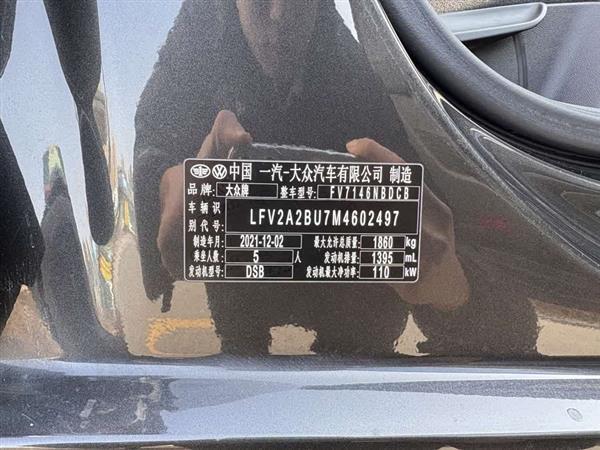 中国 一汽-大众汽车有限公司 制造
品牌: 大众牌 整车型号: FV7146NBDCB
车辆识别代号: LFV2A2BU7M4602497
制造年月: 2021-12-02 最大允许总质量: 1860 kg
乘坐人数: 5 人 发动机排量: 1395 mL
发动机型号: DSB 发动机最大净功率: 110 kW